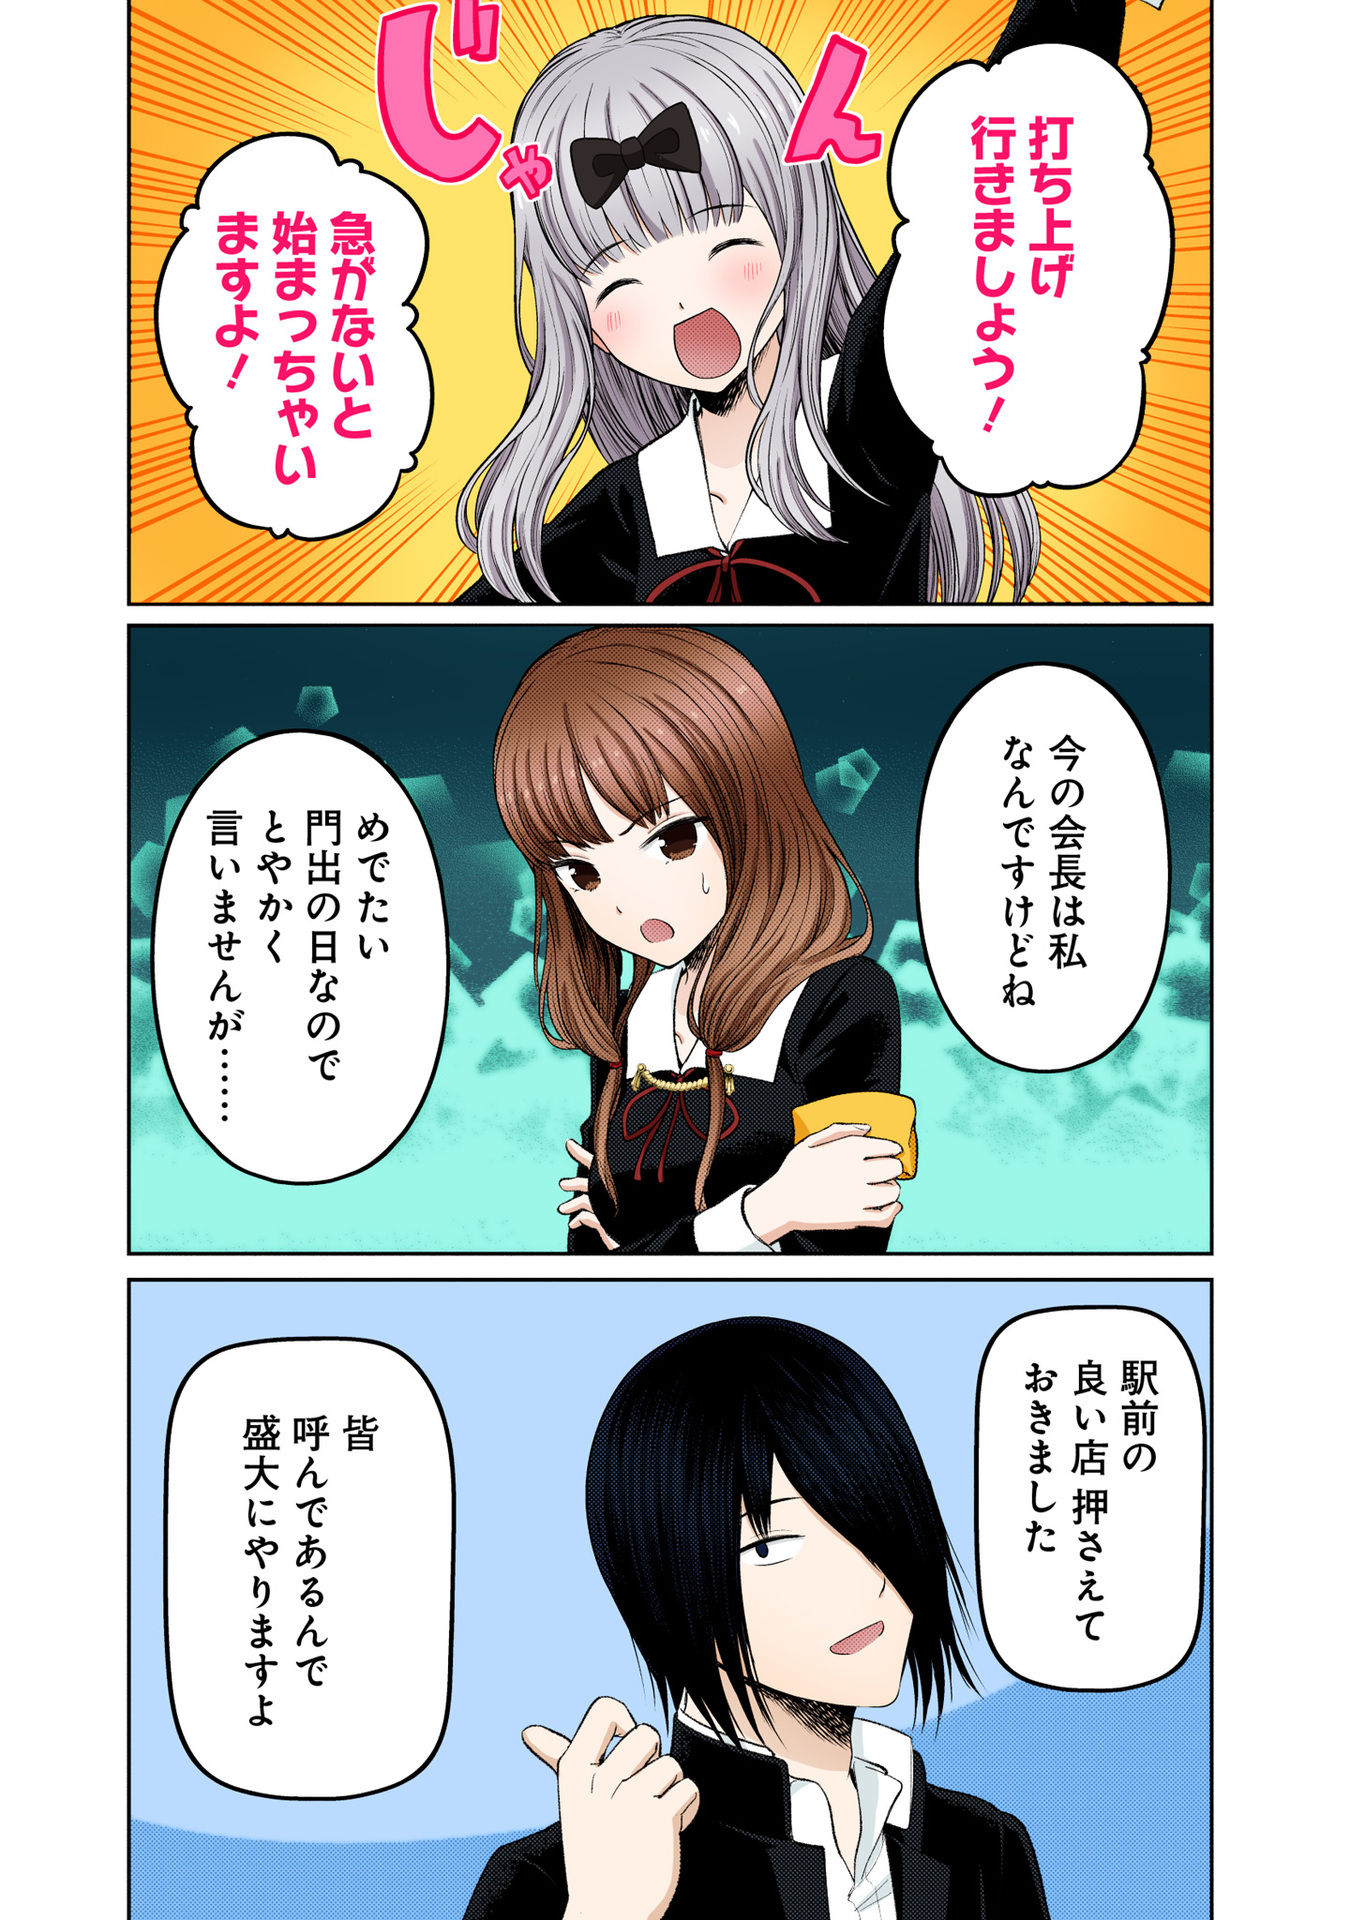 じゃん
打ち上げ
行きましょう!
急がないと
始まっちゃい
ますよ!
今の会長は私
なんですけどね
めでたい
門出の日なので
とやかく
言いませんが……
駅前の
良い店 押さえて
おきました
皆
呼んであるんで
盛大にやりますよ